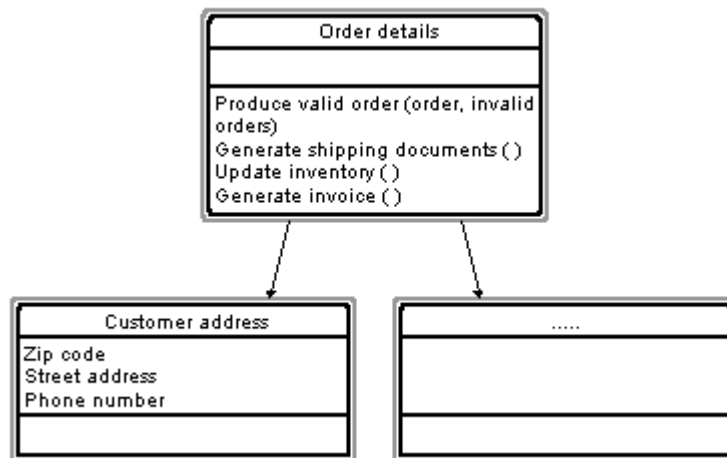 Order details
Produce valid order (order, invalid
orders)
Generate shipping documents ( )
Update inventory ( )
Generate invoice ( )
Customer address
Zip code
Street address
Phone number
.....